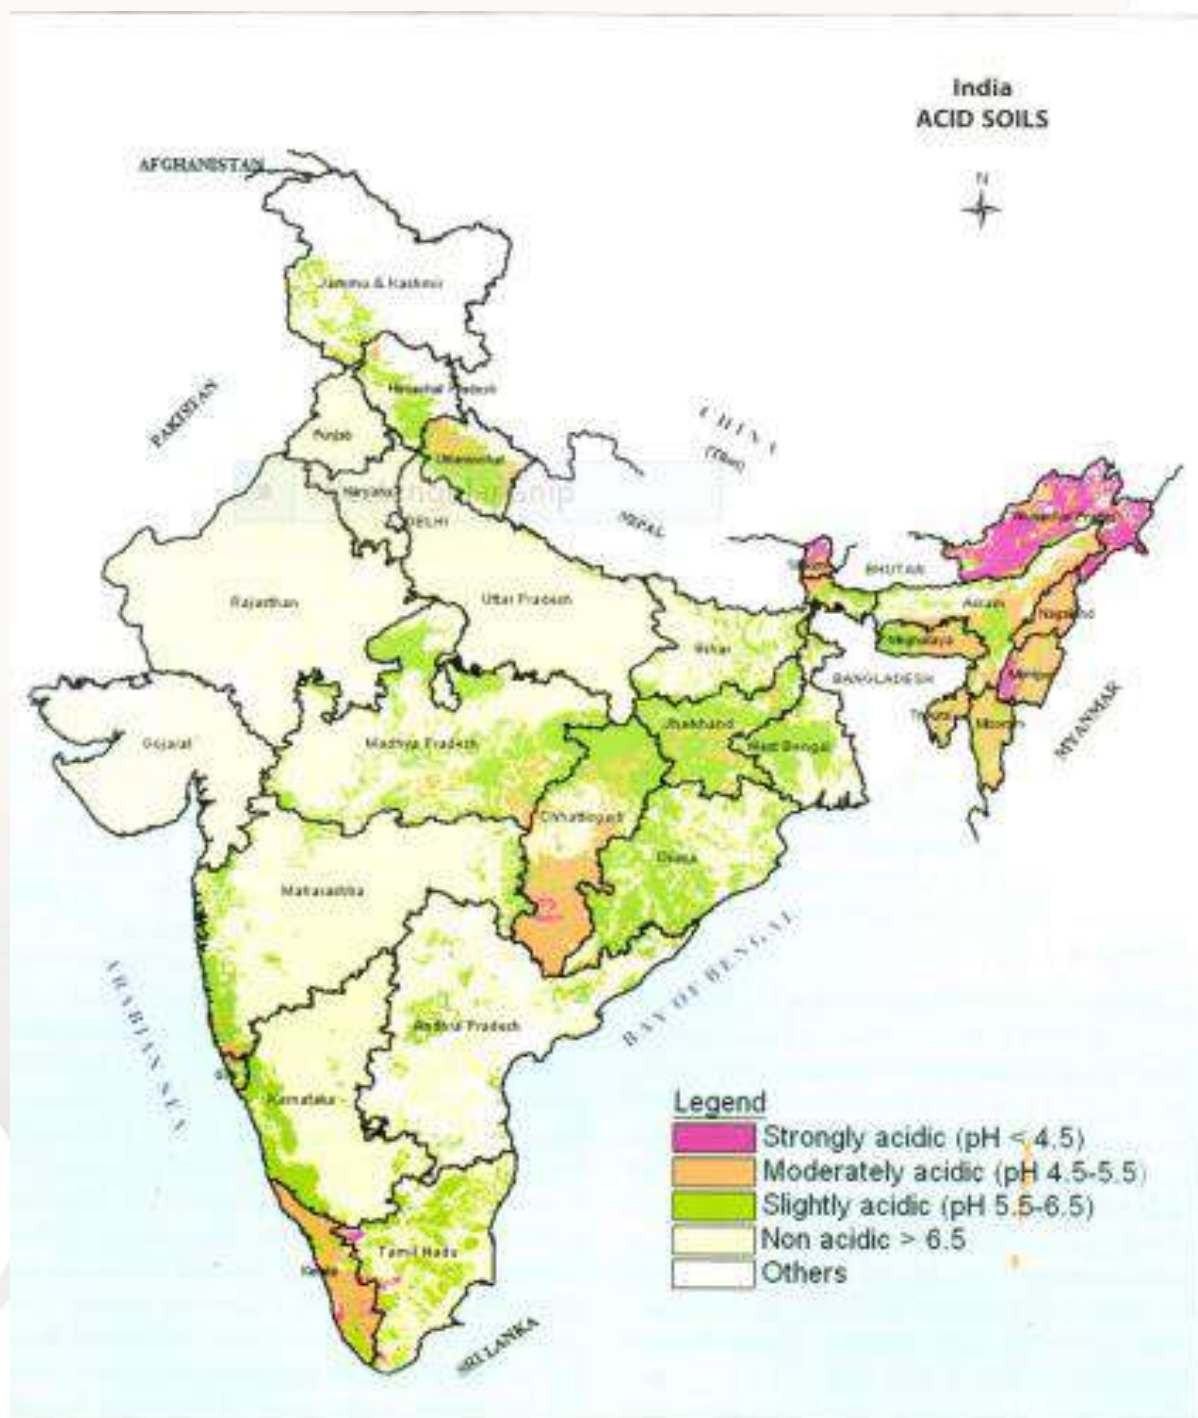 India
ACID SOILS
N
AFGHANISTAN
Jammu & Kashmir
PAKISTAN
Himachal Pradesh
CHINA
(Tibet)
Punjab
Uttaranchal
Haryana
DELHI
NEPAL
BHUTAN
Rajasthan
Uttar Pradesh
Assam
Nagaland
Bihar
Meghalaya
BANGLADESH
Manipur
Tripura
Mizoram
MYANMAR
Gujarat
Madhya Pradesh
Jharkhand
West Bengal
Chhattisgarh
Orissa
Maharashtra
ARABIAN SEA
BAY OF BENGAL
Andhra Pradesh
Karnataka
Tamil Nadu
Kerala
SRI LANKA
Legend
Strongly acidic (pH < 4.5)
Moderately acidic (pH 4.5-5.5)
Slightly acidic (pH 5.5-6.5)
Non acidic > 6.5
Others